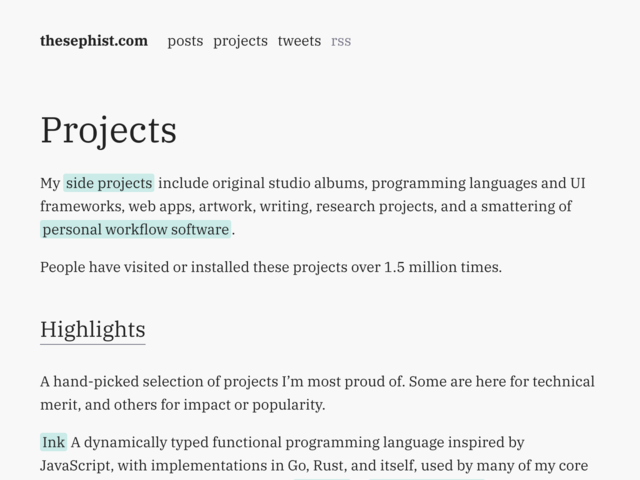 thesephist.com posts projects tweets rss
Projects
My side projects include original studio albums, programming languages and UI
frameworks, web apps, artwork, writing, research projects, and a smattering of
personal workflow software.
People have visited or installed these projects over 1.5 million times.
Highlights
A hand-picked selection of projects I’m most proud of. Some are here for technical
merit, and others for impact or popularity.
Ink A dynamically typed functional programming language inspired by
JavaScript, with implementations in Go, Rust, and itself, used by many of my core